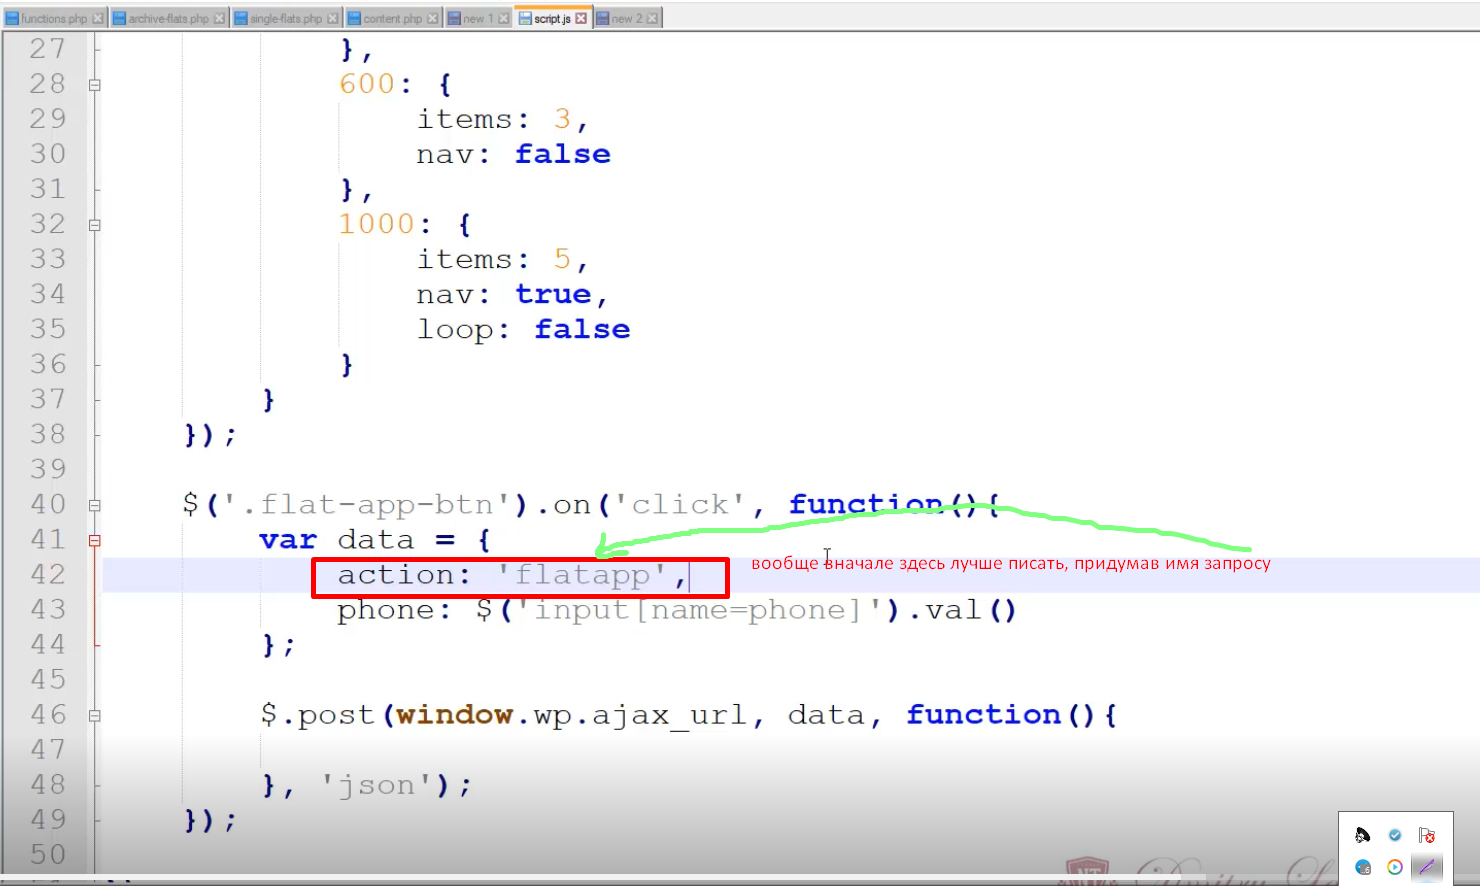 functions.php archive-flats.php single-flats.php content.php new 1 script.js new 2
27 },
28 600: {
29 items: 3,
30 nav: false
31 },
32 1000: {
33 items: 5,
34 nav: true,
35 loop: false
36 }
37 }
38 });
39
40 $('.flat-app-btn').on('click', function(){
41 var data = {
42 action: 'flatapp', вообще вначале здесь лучше писать, придумав имя запросу
43 phone: $('input[name=phone]').val()
44 };
45
46 $.post(window.wp.ajax_url, data, function(){
47
48 }, 'json');
49 });
50